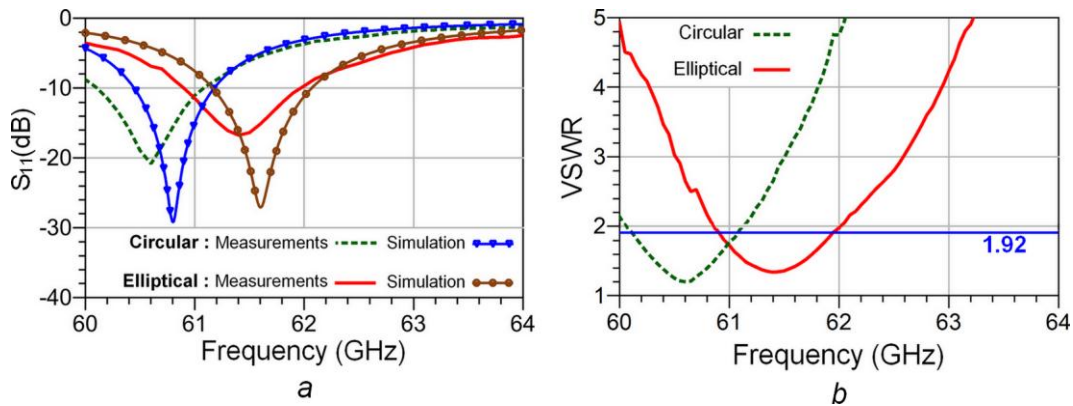 0
-10
-20
-30
-40
S11(dB)
Circular : Measurements Simulation
Elliptical : Measurements Simulation
60 61 62 63 64
Frequency (GHz)
a
5
4
3
2
1
VSWR
Circular
Elliptical
1.92
60 61 62 63 64
Frequency (GHz)
b